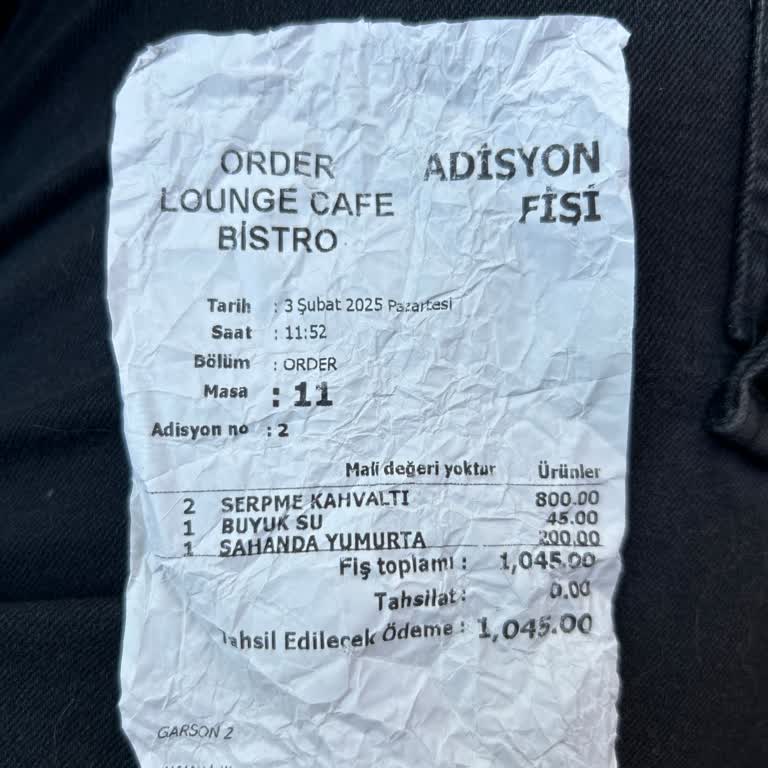 ORDER
LOUNGE CAFE
BİSTRO
ADİSYON
FİŞİ
Tarih : 3 Şubat 2025 Pazartesi
Saat : 11:52
Bölüm : ORDER
Masa : 11
Adisyon no : 2
Mali değeri yoktur Ürünler
2 SERPME KAHVALTI 800.00
1 BUYUK SU 45.00
1 SAHANDA YUMURTA 200.00
Fiş toplamı : 1,045.00
Tahsilat : 0.00
Tahsil Edilecek Ödeme : 1,045.00
GARSON 2